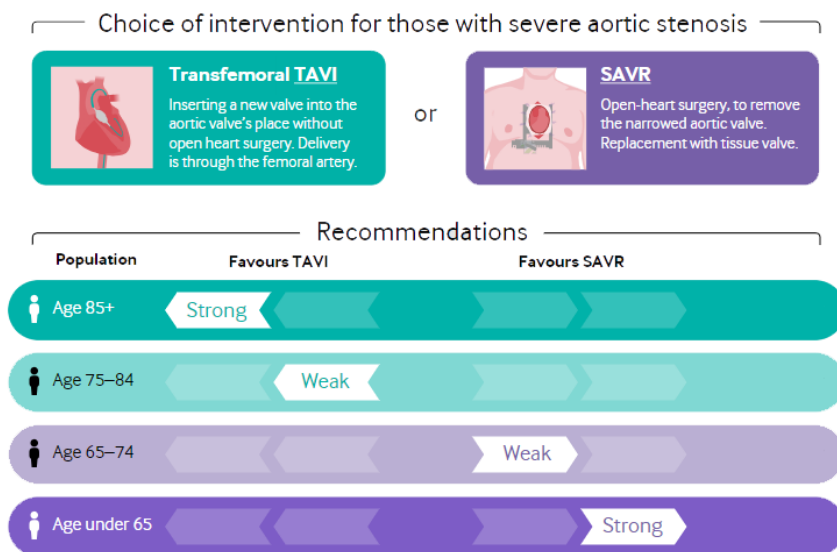 Choice of intervention for those with severe aortic stenosis
Transfemoral TAVI
Inserting a new valve into the
aortic valve's place without
open heart surgery. Delivery
is through the femoral artery.
or
SAVR
Open-heart surgery, to remove
the narrowed aortic valve.
Replacement with tissue valve.
Recommendations
Population
Favours TAVI
Favours SAVR
Age 85+
Strong
Age 75–84
Weak
Age 65–74
Weak
Age under 65
Strong